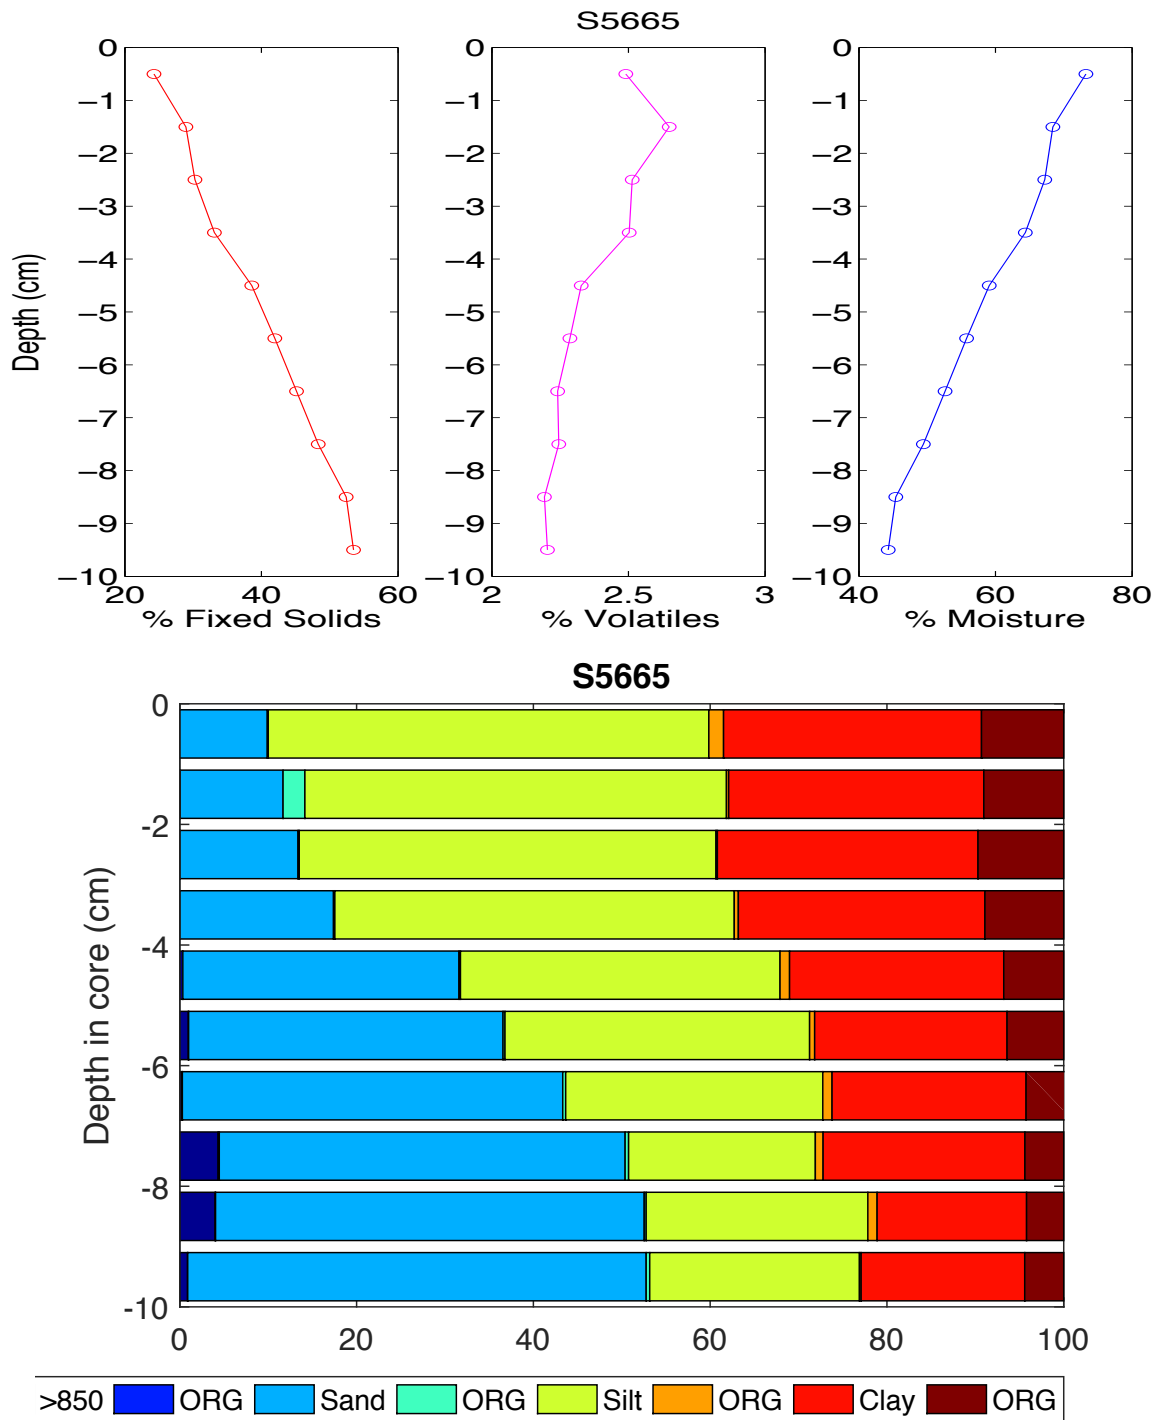 S5665
0 0 0
−1 −1 −1
−2 −2 −2
−3 −3 −3
−4 −4 −4
−5 −5 −5
−6 −6 −6
−7 −7 −7
−8 −8 −8
−9 −9 −9
−10 −10 −10
Depth (cm)
20 40 60 2 2.5 3 40 60 80
% Fixed Solids % Volatiles % Moisture
S5665
0
-2
-4
-6
-8
-10
Depth in core (cm)
0 20 40 60 80 100
>850 ORG Sand ORG Silt ORG Clay ORG